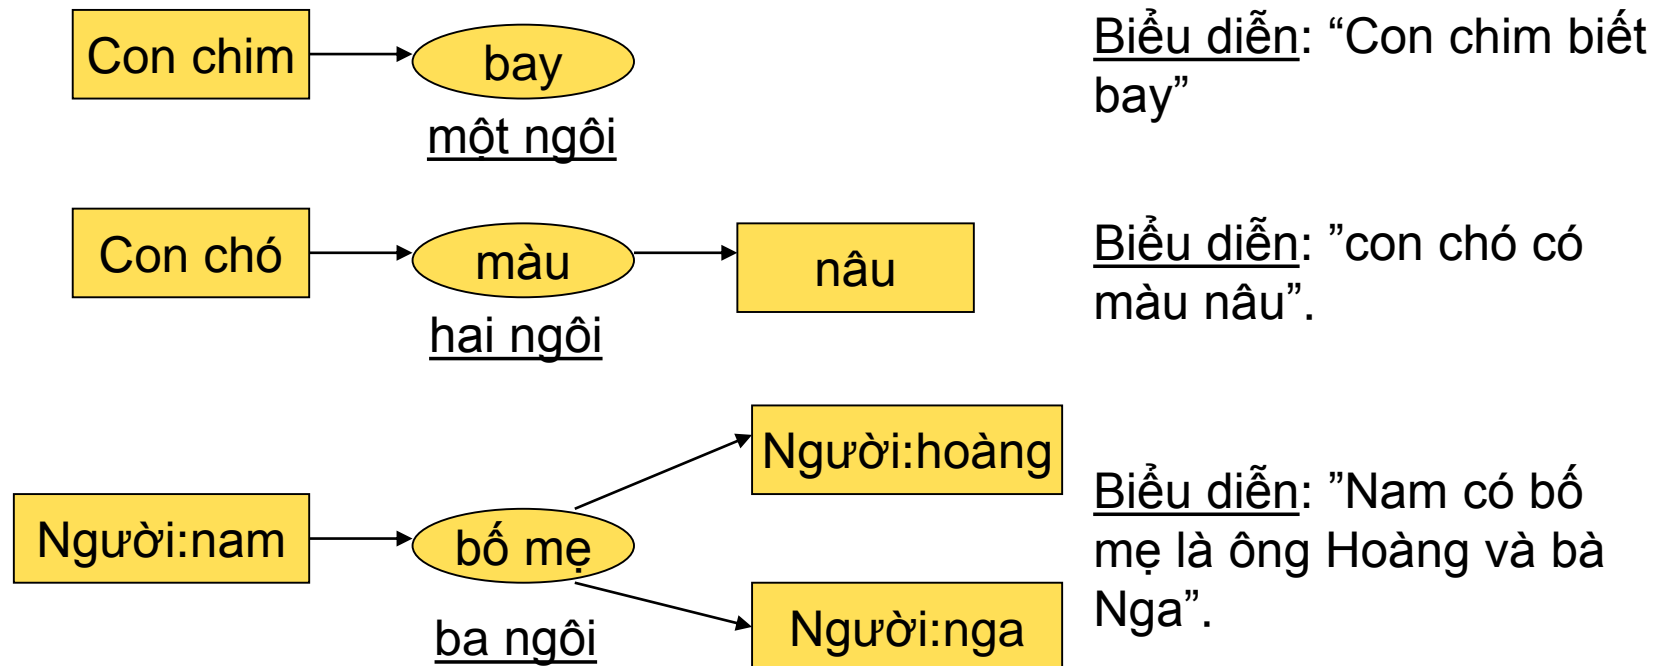 Con chim
bay
một ngôi
Biểu diễn: “Con chim biết
bay”
Con chó
màu
nâu
hai ngôi
Biểu diễn: ”con chó có
màu nâu”.
Người:nam
bố mẹ
Người:hoàng
Người:nga
ba ngôi
Biểu diễn: ”Nam có bố
mẹ là ông Hoàng và bà
Nga”.